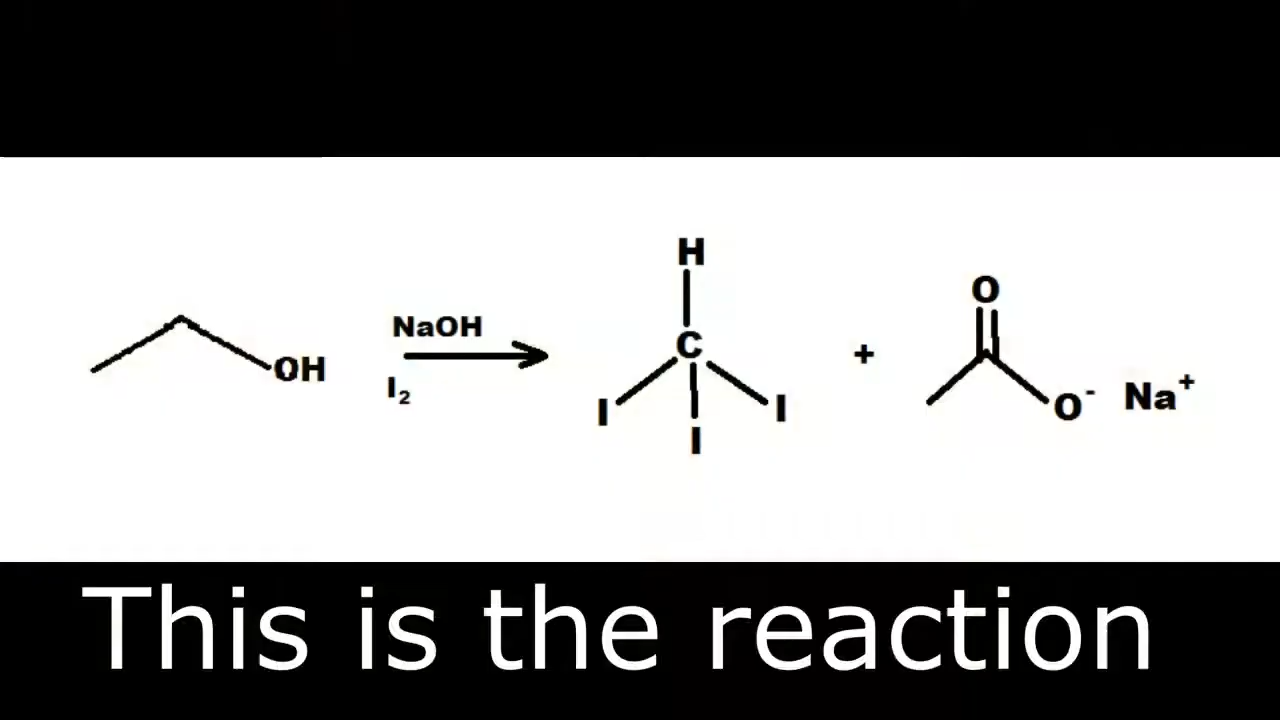 H
O
NaOH
C
+
OH
I₂
I
I
I
O⁻ Na⁺
This is the reaction